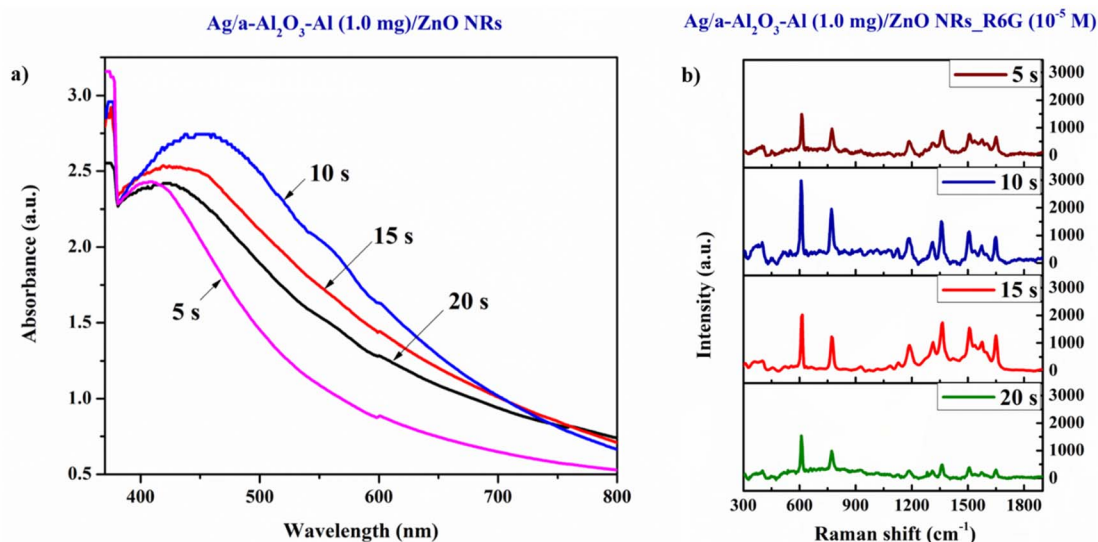 Ag/a-Al₂O₃-Al (1.0 mg)/ZnO NRs
a)
3.0
2.5
2.0
1.5
1.0
0.5
Absorbance (a.u.)
10 s
15 s
5 s
20 s
400 500 600 700 800
Wavelength (nm)
Ag/a-Al₂O₃-Al (1.0 mg)/ZnO NRs_R6G (10⁻⁵ M)
b)
5 s
3000
2000
1000
0
10 s
3000
2000
1000
0
15 s
3000
2000
1000
0
20 s
3000
2000
1000
0
Intensity (a.u.)
300 600 900 1200 1500 1800
Raman shift (cm⁻¹)